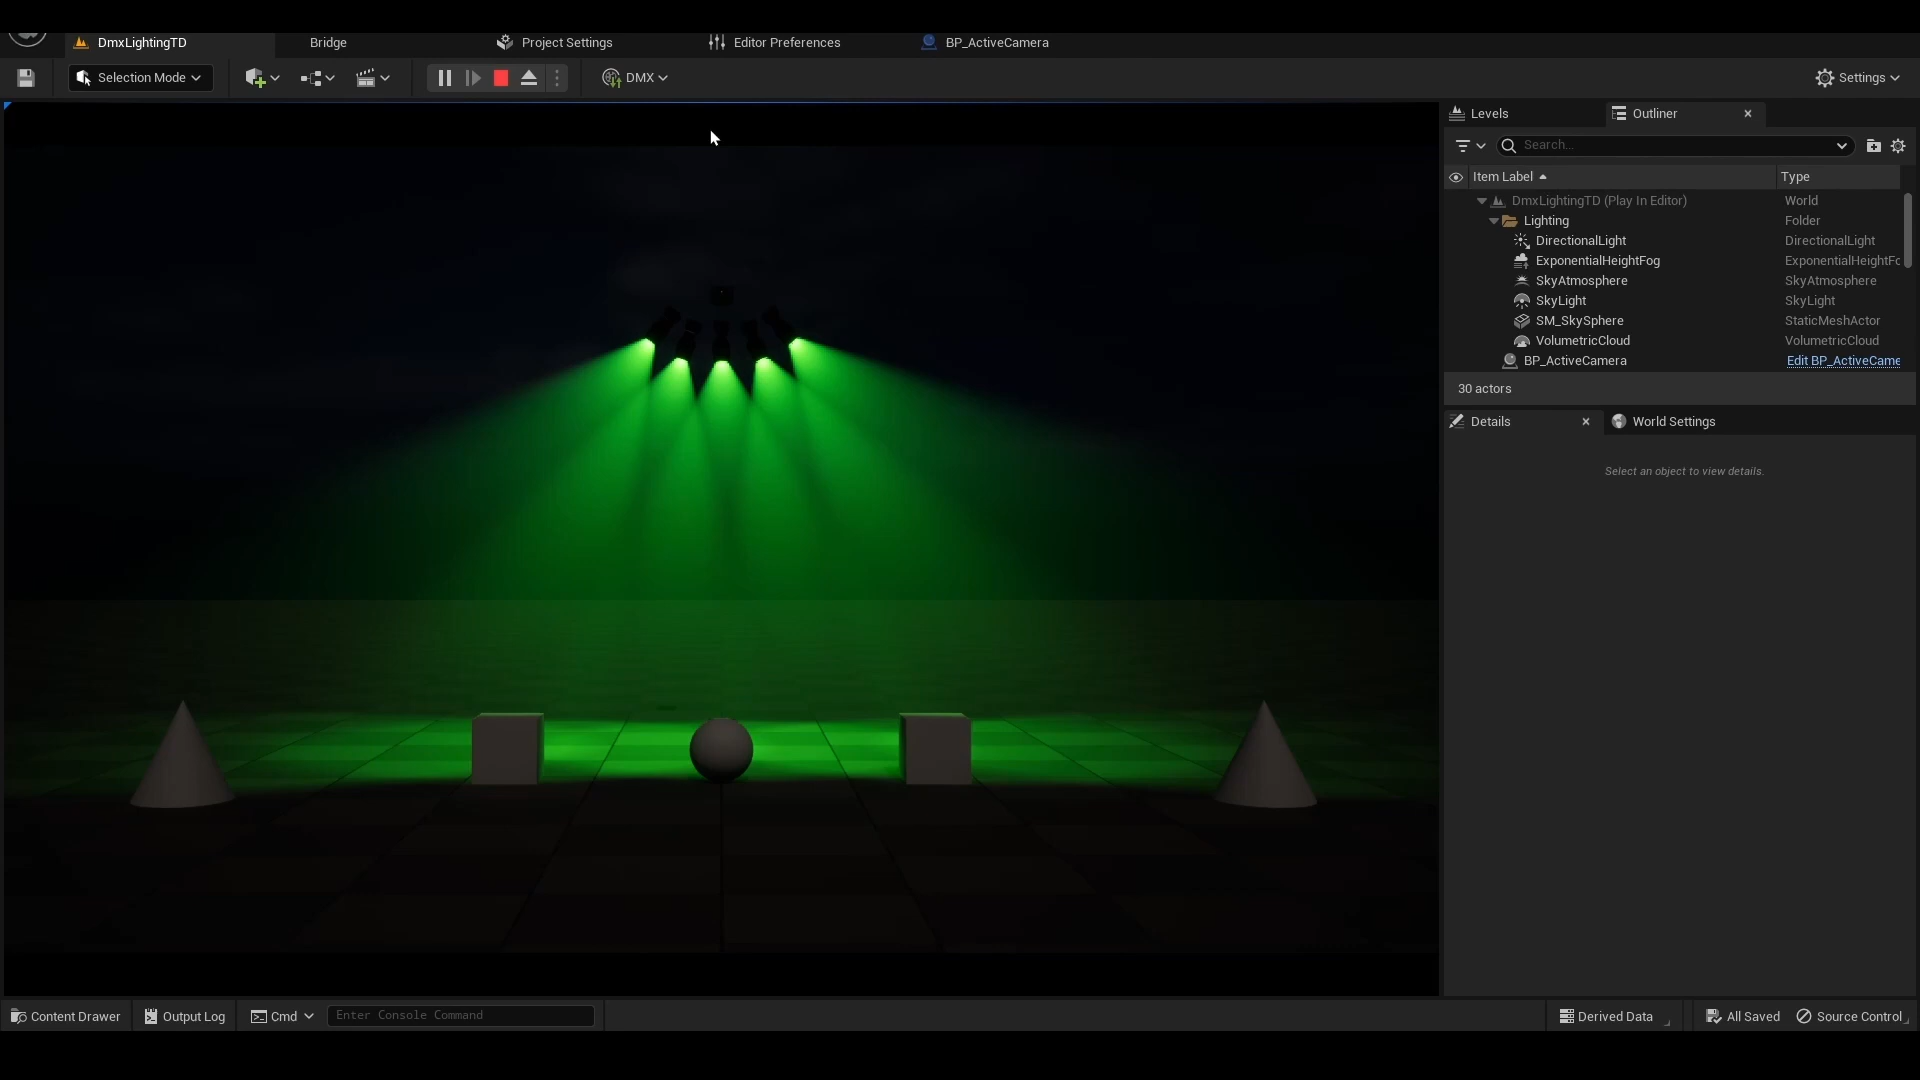 DmxLightingTD
Bridge
Project Settings
Editor Preferences
BP_ActiveCamera
Selection Mode
DMX
Settings
Levels
Outliner
Search...
Item Label
Type
DmxLightingTD (Play In Editor)
World
Lighting
Folder
DirectionalLight
DirectionalLight
ExponentialHeightFog
ExponentialHeightFo
SkyAtmosphere
SkyAtmosphere
SkyLight
SkyLight
SM_SkySphere
StaticMeshActor
VolumetricCloud
VolumetricCloud
BP_ActiveCamera
Edit BP_ActiveCame
30 actors
Details
World Settings
Select an object to view details.
Content Drawer
Output Log
Cmd
Enter Console Command
Derived Data
All Saved
Source Control